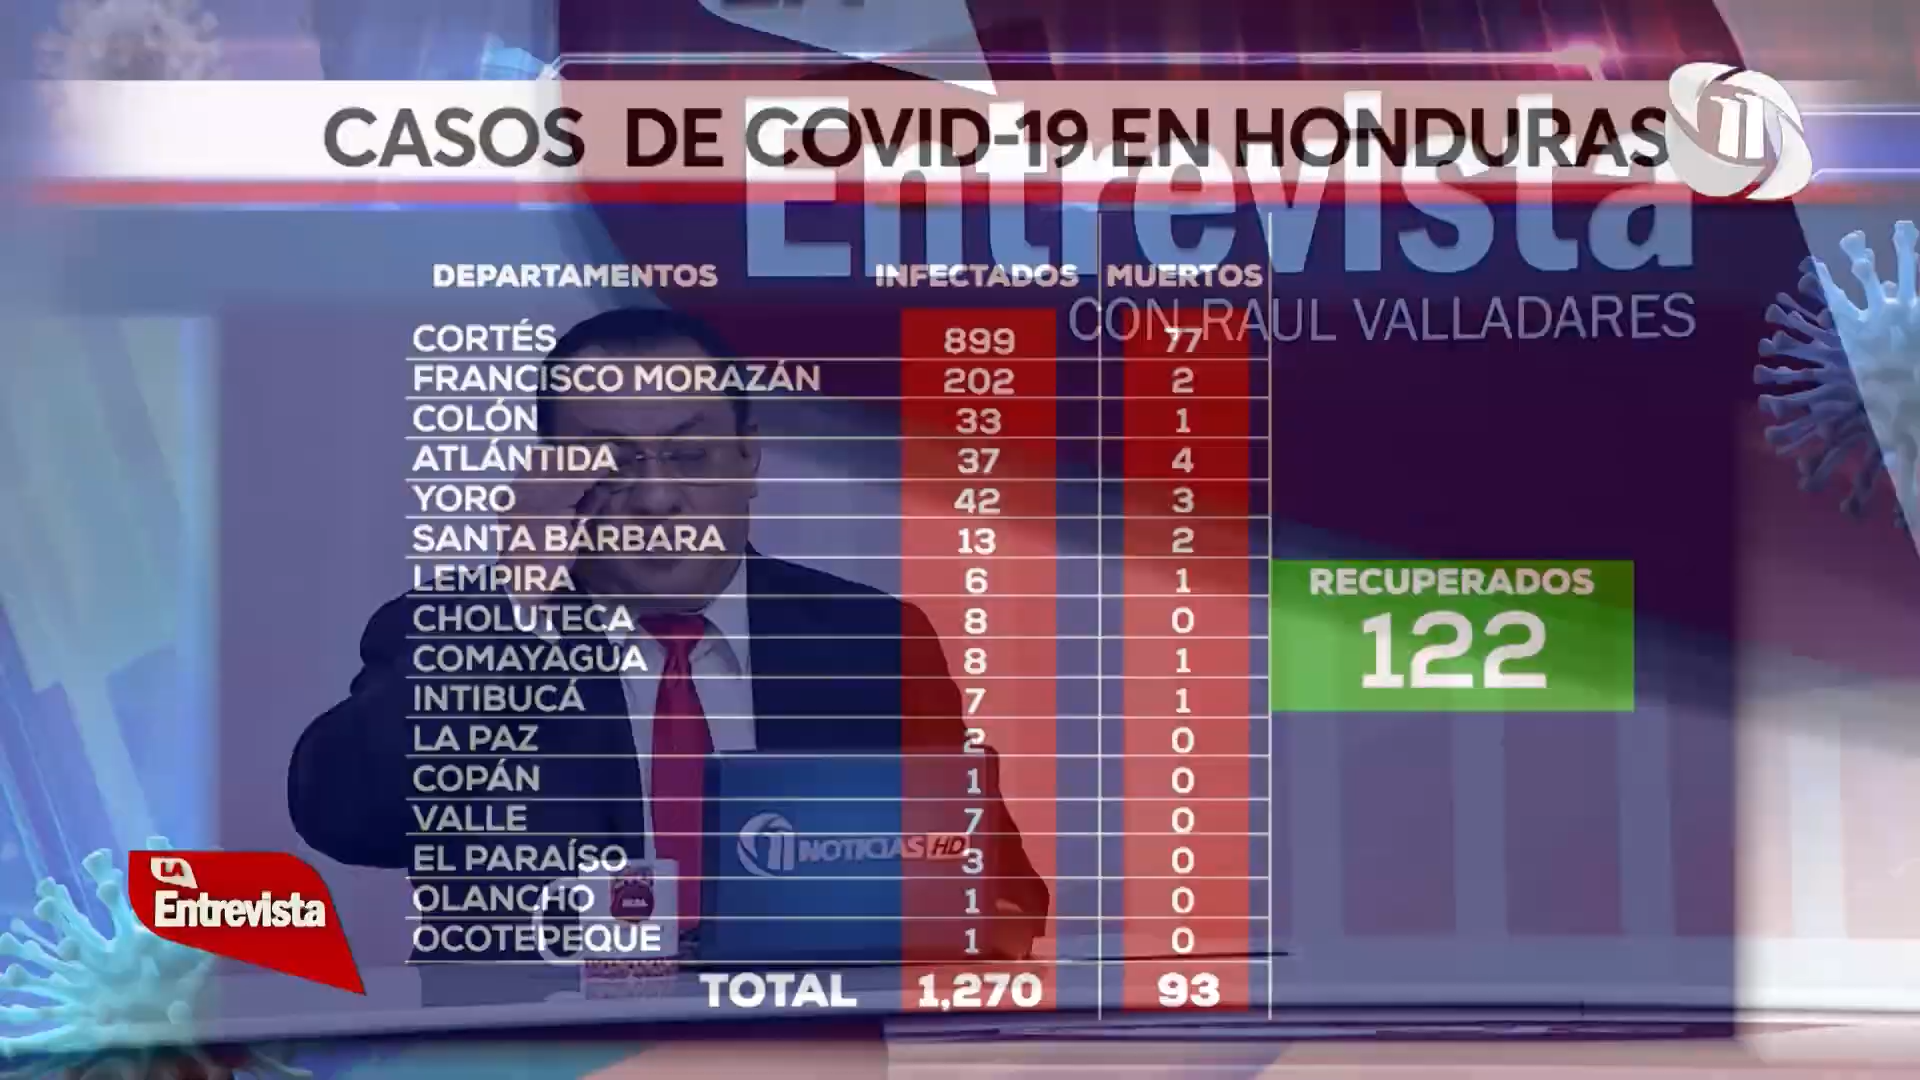 CASOS DE COVID-19 EN HONDURAS
Entrevista
CON RAUL VALLADARES
DEPARTAMENTOS INFECTADOS MUERTOS
CORTÉS 899 77
FRANCISCO MORAZÁN 202 2
COLÓN 33 1
ATLÁNTIDA 37 4
YORO 42 3
SANTA BÁRBARA 13 2
LEMPIRA 6 1
CHOLUTECA 8 0
COMAYAGUA 8 1
INTIBUCÁ 7 1
LA PAZ 2 0
COPÁN 1 0
VALLE 7 0
EL PARAÍSO 3 0
OLANCHO 1 0
OCOTEPEQUE 1 0
TOTAL 1,270 93
RECUPERADOS
122
11 NOTICIAS HD
LA
Entrevista
11